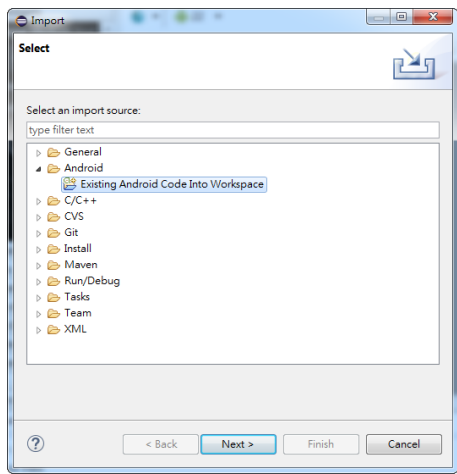 Import
Select
Select an import source:
type filter text
General
Android
Existing Android Code Into Workspace
C/C++
CVS
Git
Install
Maven
Run/Debug
Tasks
Team
XML
?
< Back
Next >
Finish
Cancel